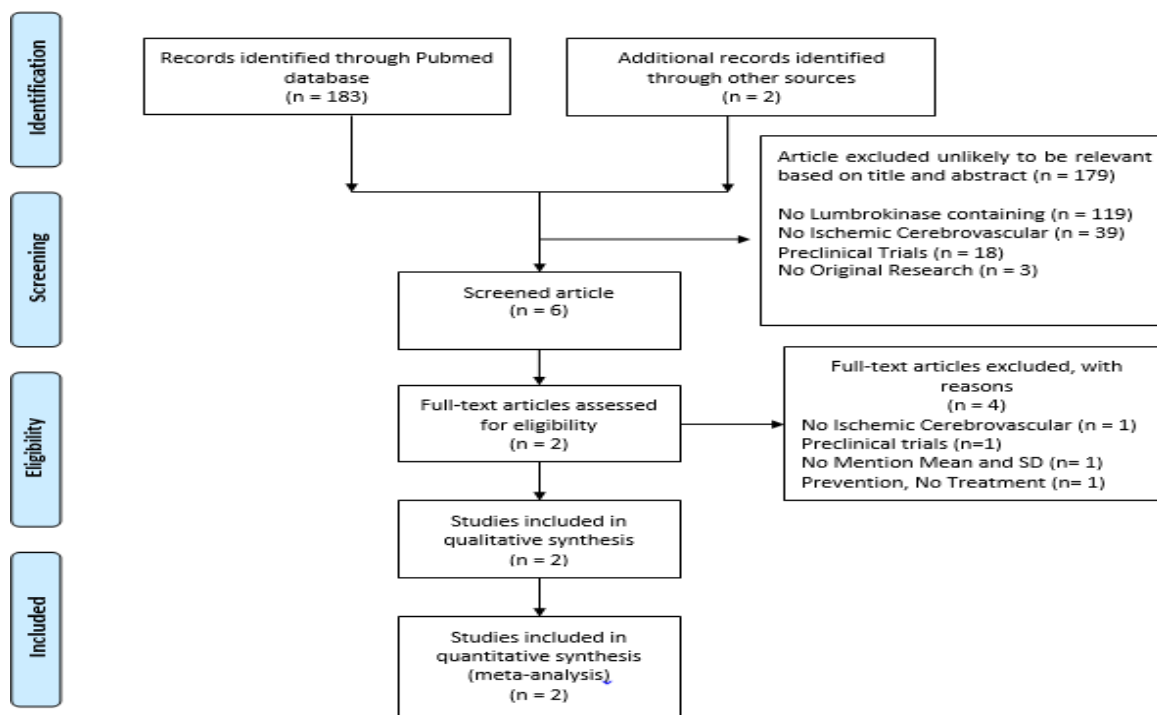 Identification
Records identified through Pubmed
database
(n = 183)
Additional records identified
through other sources
(n = 2)
Article excluded unlikely to be relevant
based on title and abstract (n = 179)
No Lumbrokinase containing (n = 119)
No Ischemic Cerebrovascular (n = 39)
Preclinical Trials (n = 18)
No Original Research (n = 3)
Screening
Screened article
(n = 6)
Eligibility
Full-text articles assessed
for eligibility
(n = 2)
Full-text articles excluded, with
reasons
(n = 4)
No Ischemic Cerebrovascular (n = 1)
Preclinical trials (n=1)
No Mention Mean and SD (n= 1)
Prevention, No Treatment (n= 1)
Studies included in
qualitative synthesis
(n = 2)
Included
Studies included in
quantitative synthesis
(meta-analysis)
(n = 2)